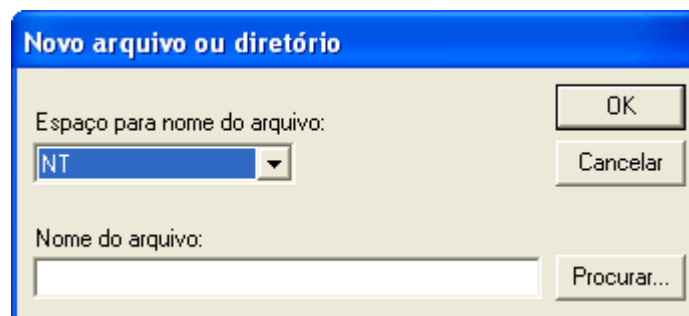 Novo arquivo ou diretório
Espaço para nome do arquivo:
OK
NT
Cancelar
Nome do arquivo:
Procurar...